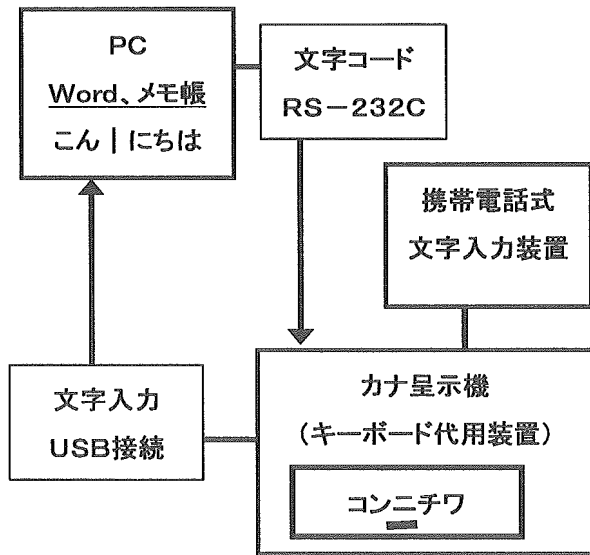 PC
Word、メモ帳
こん|にちは
文字コード
RS-232C
携帯電話式
文字入力装置
文字入力
USB接続
カナ呈示機
(キーボード代用装置)
コンニチワ